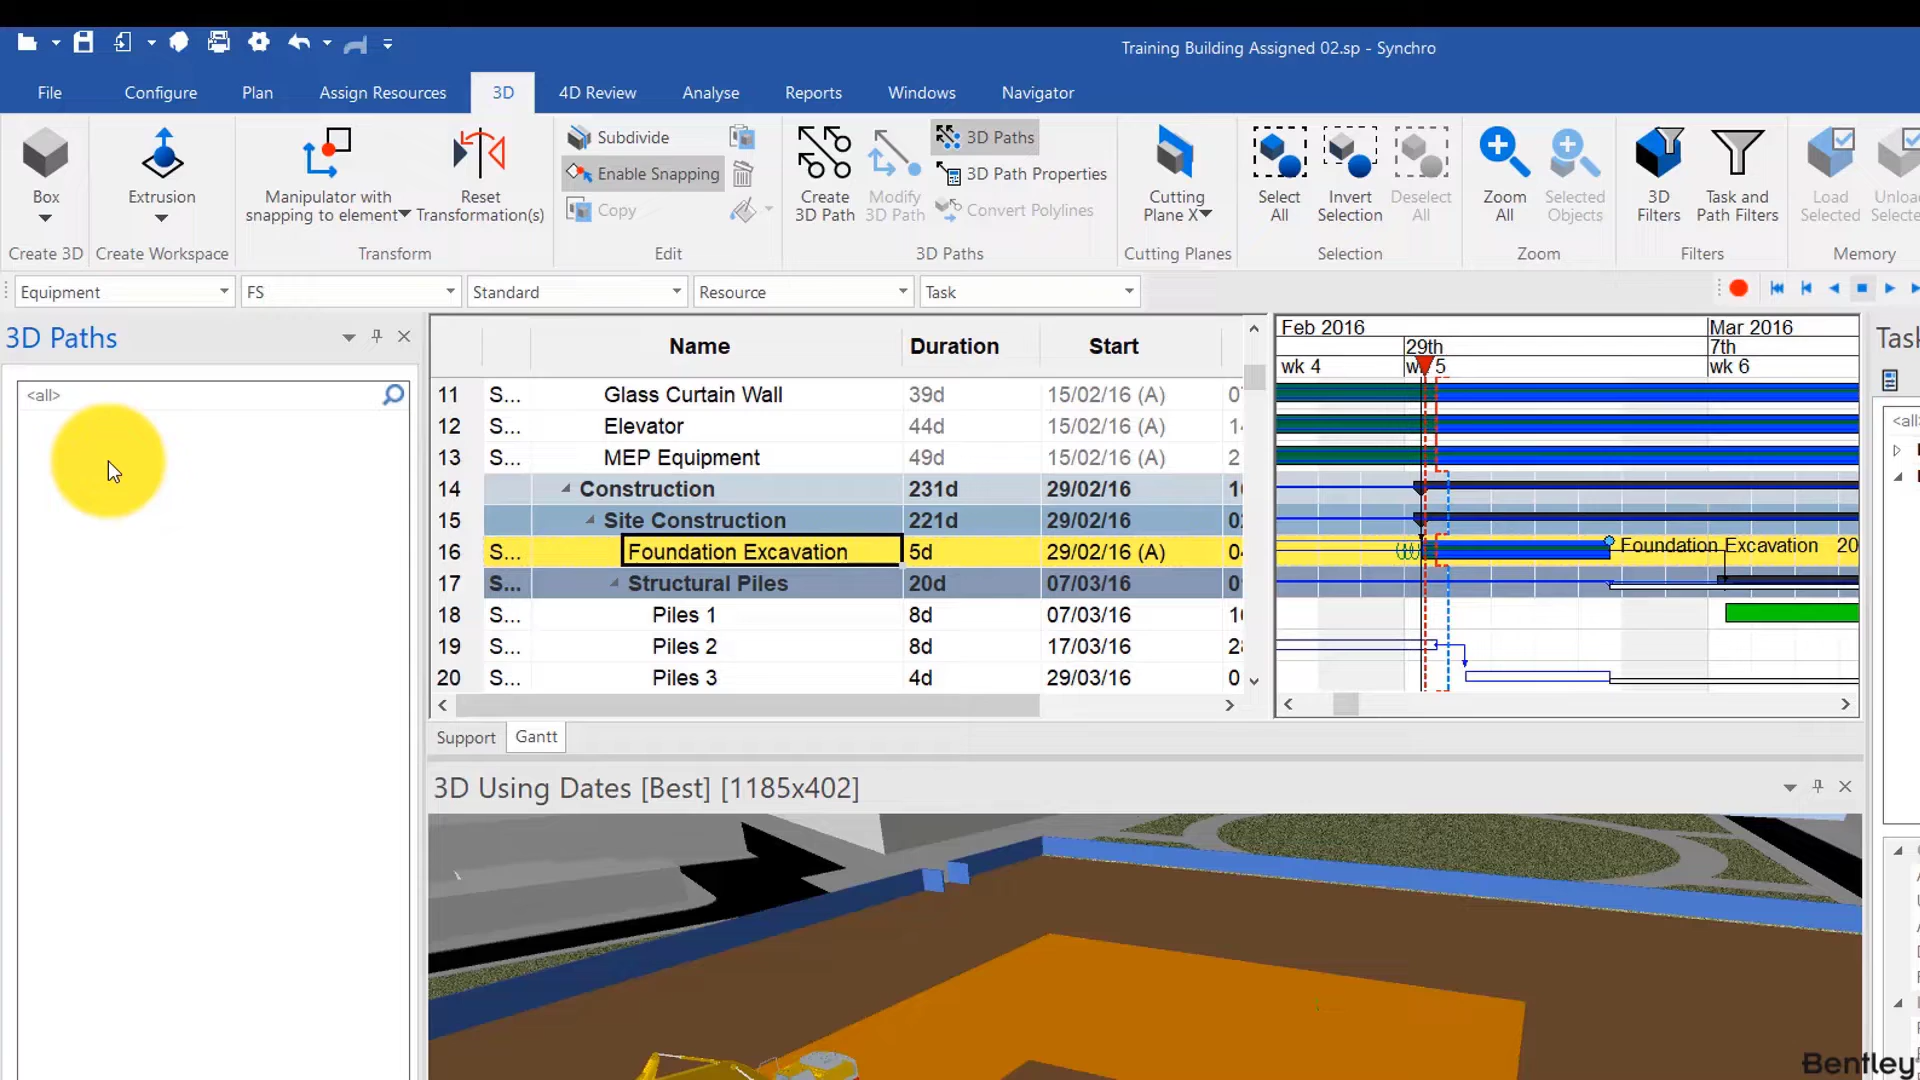 Training Building Assigned 02.sp - Synchro
File Configure Plan Assign Resources 3D 4D Review Analyse Reports Windows Navigator
Box
Extrusion
Manipulator with
snapping to element
Reset
Transformation(s)
Subdivide
Enable Snapping
Copy
Create
3D Path
Modify
3D Path
3D Paths
3D Path Properties
Convert Polylines
Cutting
Plane X
Select
All
Invert
Selection
Deselect
All
Zoom
All
Selected
Objects
3D
Filters
Task and
Path Filters
Load
Selected
Create 3D Create Workspace Transform Edit 3D Paths Cutting Planes Selection Zoom Filters Memory
Equipment FS Standard Resource Task
3D Paths
<all>
Name Duration Start
11 S... Glass Curtain Wall 39d 15/02/16 (A)
12 S... Elevator 44d 15/02/16 (A)
13 S... MEP Equipment 49d 15/02/16 (A)
14 Construction 231d 29/02/16
15 Site Construction 221d 29/02/16
16 S... Foundation Excavation 5d 29/02/16 (A)
17 S... Structural Piles 20d 07/03/16
18 S... Piles 1 8d 07/03/16
19 S... Piles 2 8d 17/03/16
20 S... Piles 3 4d 29/03/16
Feb 2016 Mar 2016
29th 7th
wk 4 wk 5 wk 6
Foundation Excavation 20
Support Gantt
3D Using Dates [Best] [1185x402]
Bentley